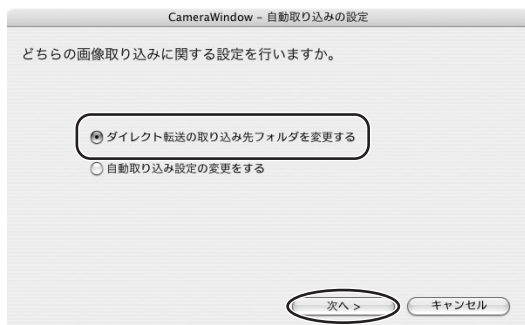 CameraWindow – 自動取り込みの設定
どちらの画像取り込みに関する設定を行いますか。
ダイレクト転送の取り込み先フォルダを変更する
自動取り込み設定の変更をする
次へ > キャンセル